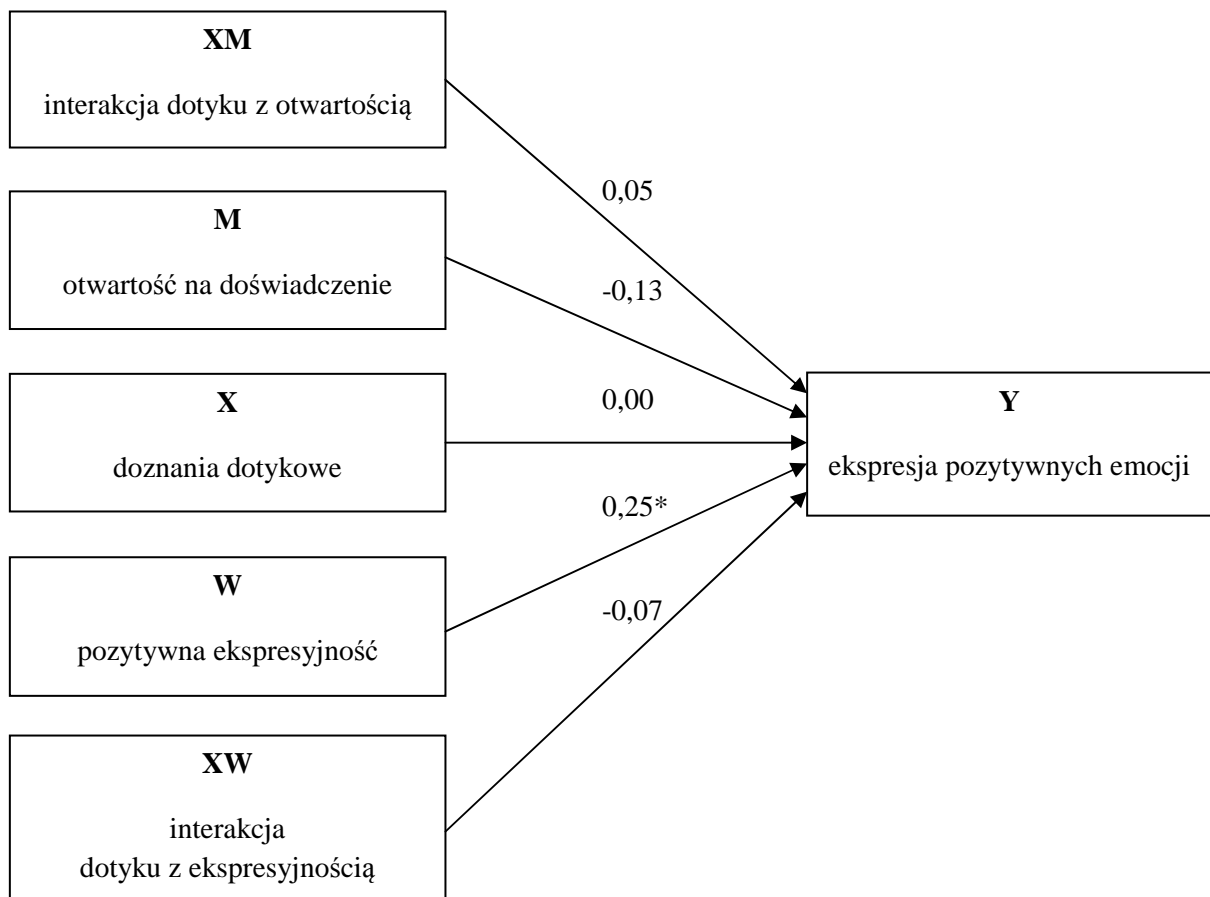 XM
interakcja dotyku z otwartością
M
otwartość na doświadczenie
X
doznania dotykowe
W
pozytywna ekspresyjność
XW
interakcja
dotyku z ekspresyjnością
0,05
-0,13
0,00
0,25*
-0,07
Y
ekspresja pozytywnych emocji